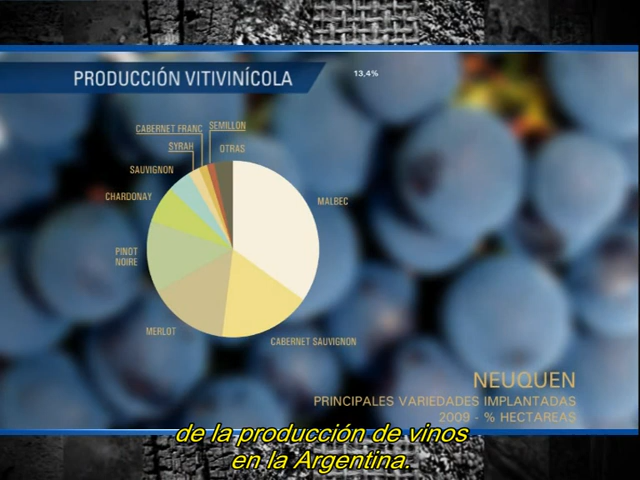 PRODUCCIÓN VITIVINÍCOLA
13,4%
CABERNET FRANC
SEMILLON
SYRAH
OTRAS
SAUVIGNON
CHARDONAY
MALBEC
PINOT
NOIRE
MERLOT
CABERNET SAUVIGNON
NEUQUEN
PRINCIPALES VARIEDADES IMPLANTADAS
2009 - % HECTAREAS
de la producción de vinos
en la Argentina.